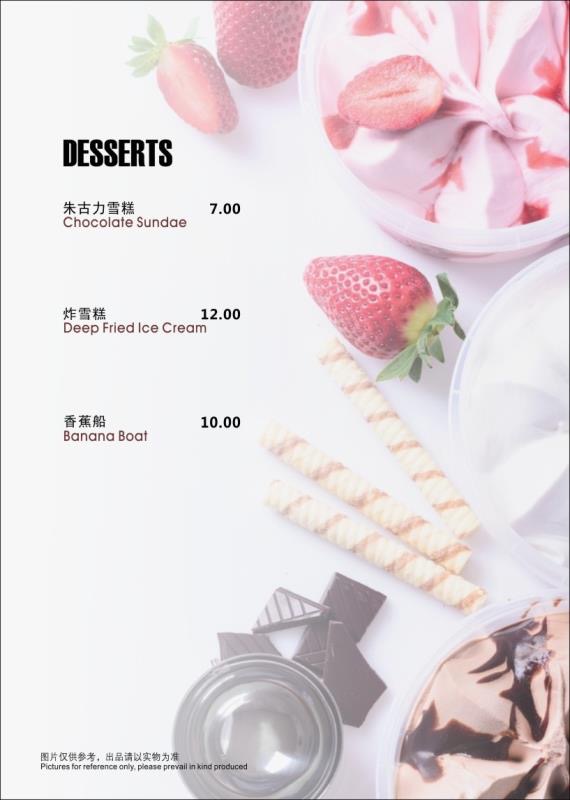 DESSERTS
朱古力雪糕 7.00
Chocolate Sundae
炸雪糕 12.00
Deep Fried Ice Cream
香蕉船 10.00
Banana Boat
图片仅供参考，出品请以实物为准
Pictures for reference only, please prevail in kind produced